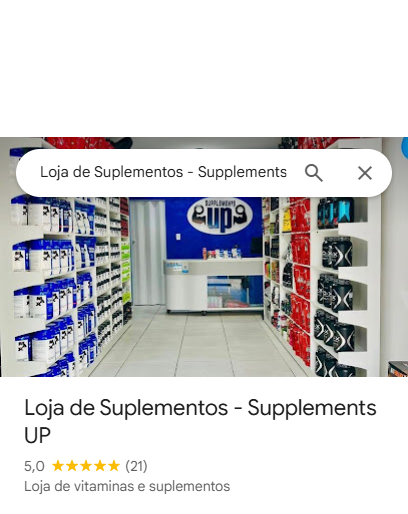 Loja de Suplementos - Supplements
SUPPLEMENTS
UP
Loja de Suplementos - Supplements
UP
5,0 ★★★★★ (21)
Loja de vitaminas e suplementos